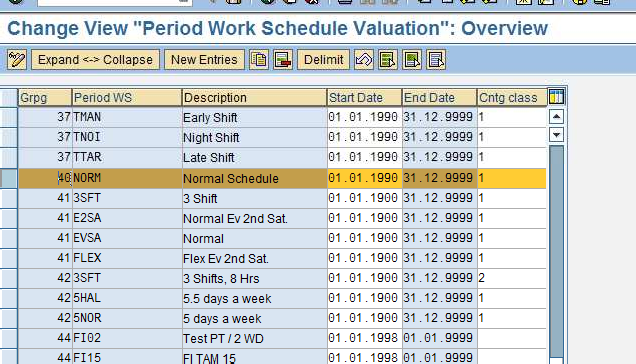 Change View "Period Work Schedule Valuation": Overview
Expand <-> Collapse New Entries Delimit
Grpg Period WS Description Start Date End Date Cntg class
37 TMAN Early Shift 01.01.1990 31.12.9999 1
37 TNOI Night Shift 01.01.1990 31.12.9999 1
37 TTAR Late Shift 01.01.1990 31.12.9999 1
40 NORM Normal Schedule 01.01.1990 31.12.9999 1
41 3SFT 3 Shift 01.01.1900 31.12.9999 1
41 E2SA Normal Ev 2nd Sat. 01.01.1900 31.12.9999 1
41 EVSA Normal 01.01.1900 31.12.9999 1
41 FLEX Flex Ev 2nd Sat. 01.01.1900 31.12.9999 1
42 3SFT 3 Shifts, 8 Hrs 01.01.1900 31.12.9999 2
42 5HAL 5.5 days a week 01.01.1900 31.12.9999 1
42 5NOR 5 days a week 01.01.1900 31.12.9999 1
44 FI02 Test PT / 2 WD 01.01.1998 01.01.9999
44 FI15 FI TAM 15 01.01.1998 01.01.9999